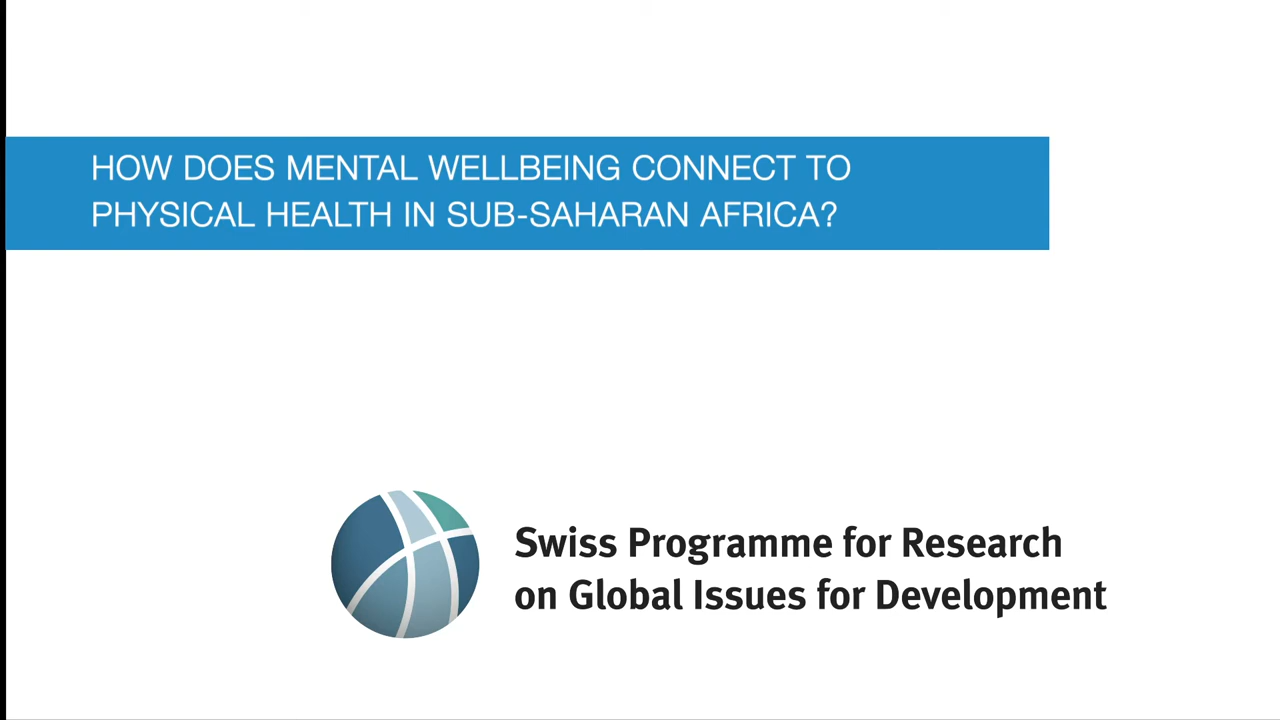 HOW DOES MENTAL WELLBEING CONNECT TO
PHYSICAL HEALTH IN SUB-SAHARAN AFRICA?
Swiss Programme for Research
on Global Issues for Development